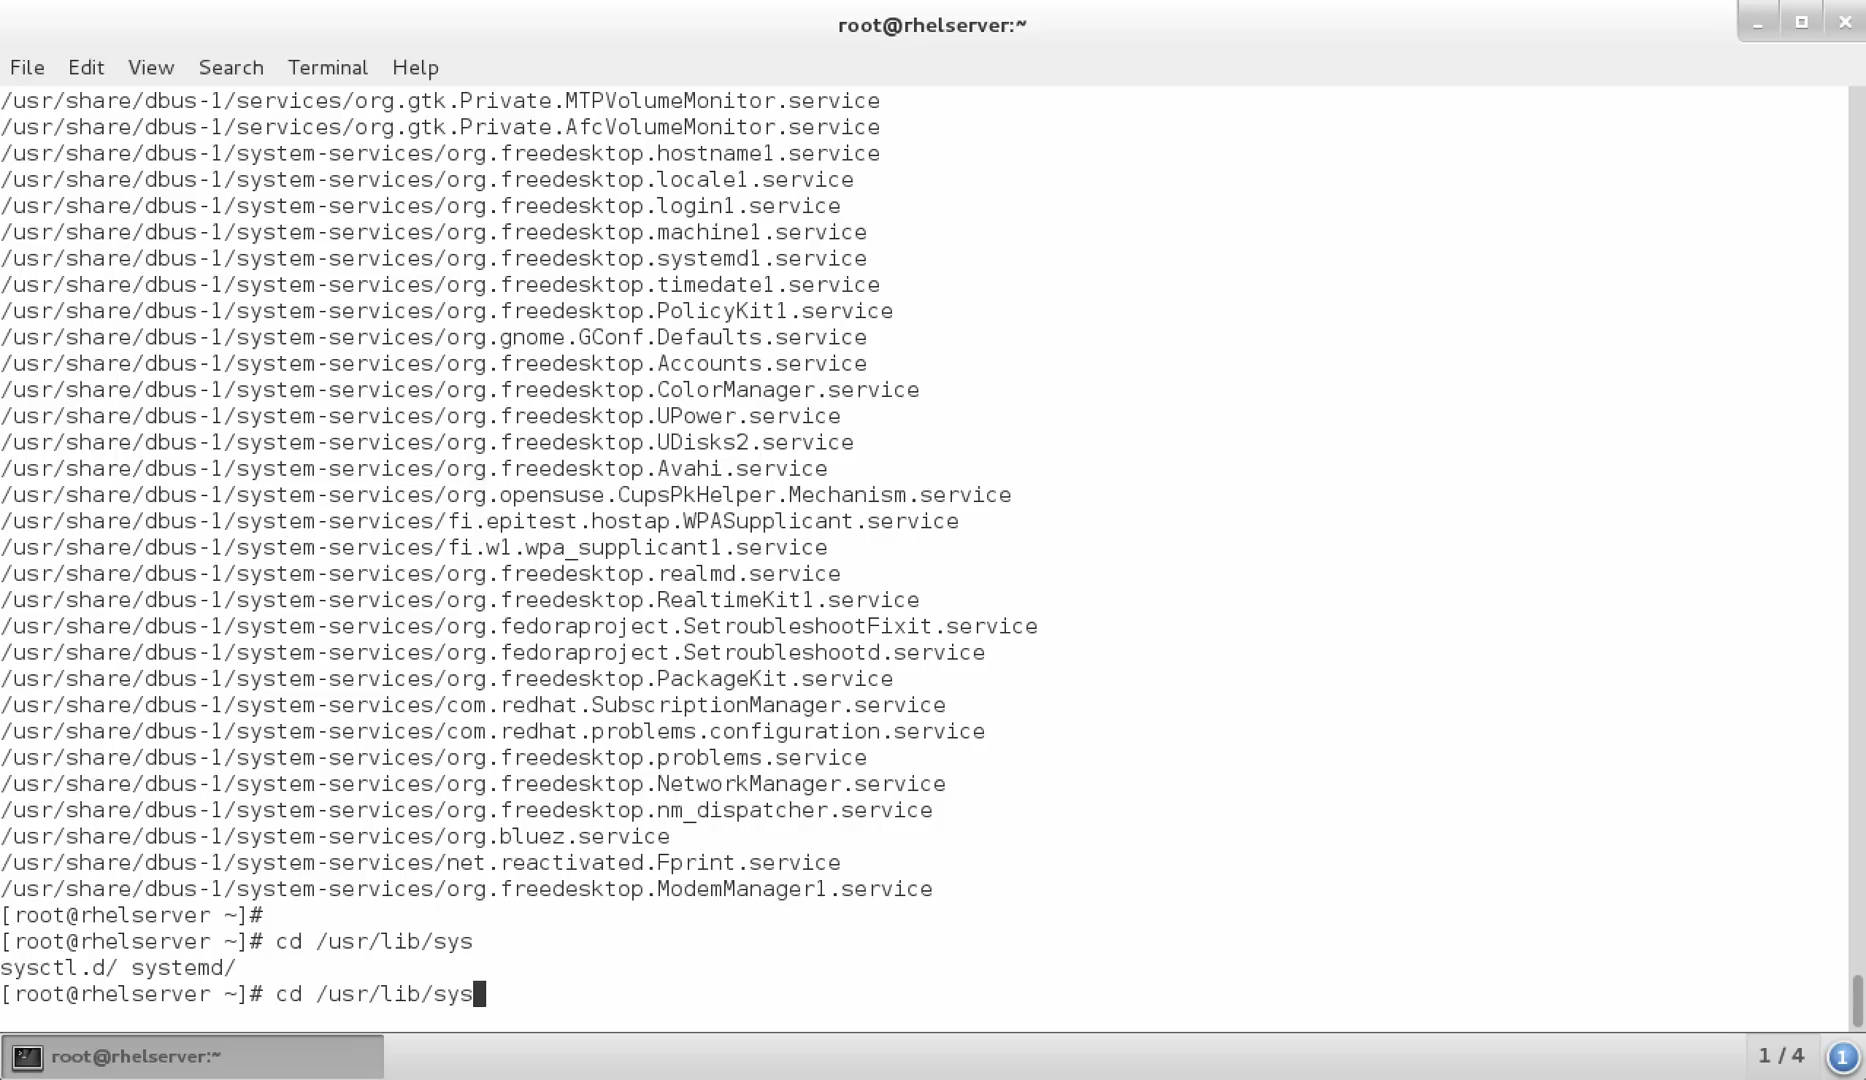 root@rhelserver:~
File Edit View Search Terminal Help
/usr/share/dbus-1/services/org.gtk.Private.MTPVolumeMonitor.service
/usr/share/dbus-1/services/org.gtk.Private.AfcVolumeMonitor.service
/usr/share/dbus-1/system-services/org.freedesktop.hostname1.service
/usr/share/dbus-1/system-services/org.freedesktop.locale1.service
/usr/share/dbus-1/system-services/org.freedesktop.login1.service
/usr/share/dbus-1/system-services/org.freedesktop.machine1.service
/usr/share/dbus-1/system-services/org.freedesktop.systemd1.service
/usr/share/dbus-1/system-services/org.freedesktop.timedate1.service
/usr/share/dbus-1/system-services/org.freedesktop.PolicyKit1.service
/usr/share/dbus-1/system-services/org.gnome.GConf.Defaults.service
/usr/share/dbus-1/system-services/org.freedesktop.Accounts.service
/usr/share/dbus-1/system-services/org.freedesktop.ColorManager.service
/usr/share/dbus-1/system-services/org.freedesktop.UPower.service
/usr/share/dbus-1/system-services/org.freedesktop.UDisks2.service
/usr/share/dbus-1/system-services/org.freedesktop.Avahi.service
/usr/share/dbus-1/system-services/org.opensuse.CupsPkHelper.Mechanism.service
/usr/share/dbus-1/system-services/fi.epitest.hostap.WPASupplicant.service
/usr/share/dbus-1/system-services/fi.w1.wpa_supplicant1.service
/usr/share/dbus-1/system-services/org.freedesktop.realmd.service
/usr/share/dbus-1/system-services/org.freedesktop.RealtimeKit1.service
/usr/share/dbus-1/system-services/org.fedoraproject.SetroubleshootFixit.service
/usr/share/dbus-1/system-services/org.fedoraproject.Setroubleshootd.service
/usr/share/dbus-1/system-services/org.freedesktop.PackageKit.service
/usr/share/dbus-1/system-services/com.redhat.SubscriptionManager.service
/usr/share/dbus-1/system-services/com.redhat.problems.configuration.service
/usr/share/dbus-1/system-services/org.freedesktop.problems.service
/usr/share/dbus-1/system-services/org.freedesktop.NetworkManager.service
/usr/share/dbus-1/system-services/org.freedesktop.nm_dispatcher.service
/usr/share/dbus-1/system-services/org.bluez.service
/usr/share/dbus-1/system-services/net.reactivated.Fprint.service
/usr/share/dbus-1/system-services/org.freedesktop.ModemManager1.service
[root@rhelserver ~]#
[root@rhelserver ~]# cd /usr/lib/sys
sysctl.d/ systemd/
[root@rhelserver ~]# cd /usr/lib/sys
root@rhelserver:~ 1 / 4 1